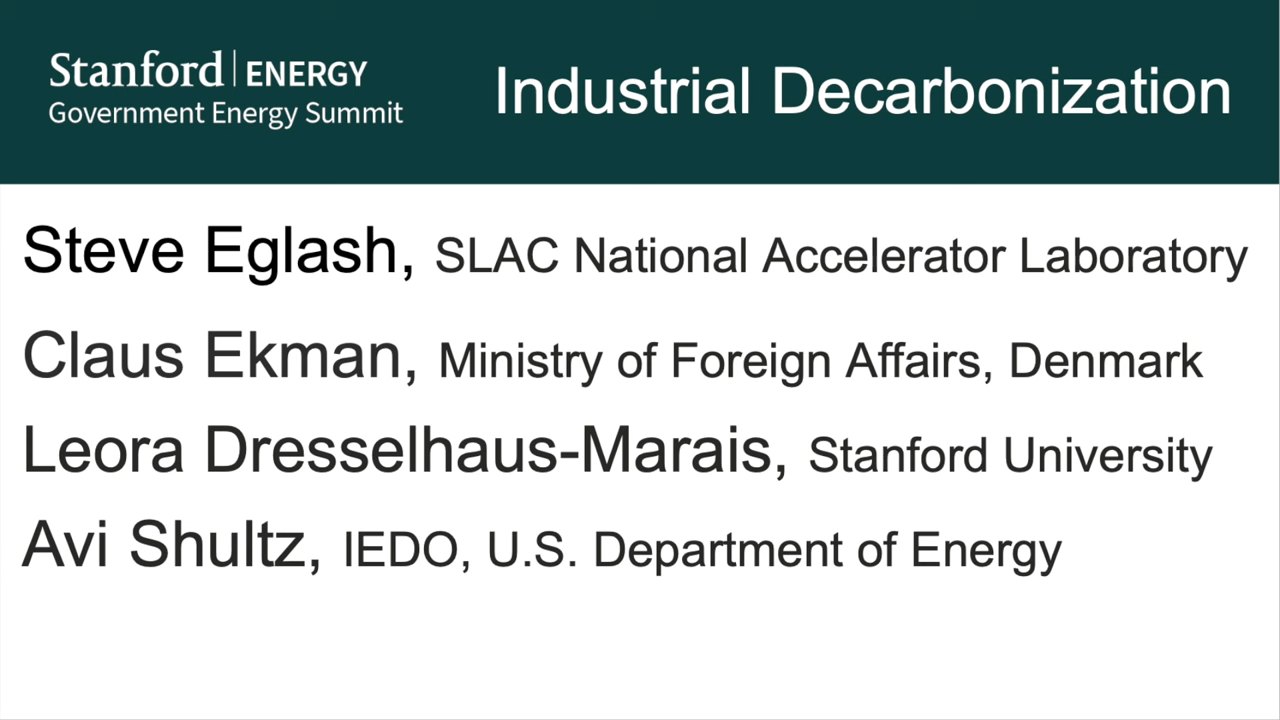 Stanford | ENERGY
Government Energy Summit
Industrial Decarbonization
Steve Eglash, SLAC National Accelerator Laboratory
Claus Ekman, Ministry of Foreign Affairs, Denmark
Leora Dresselhaus-Marais, Stanford University
Avi Shultz, IEDO, U.S. Department of Energy